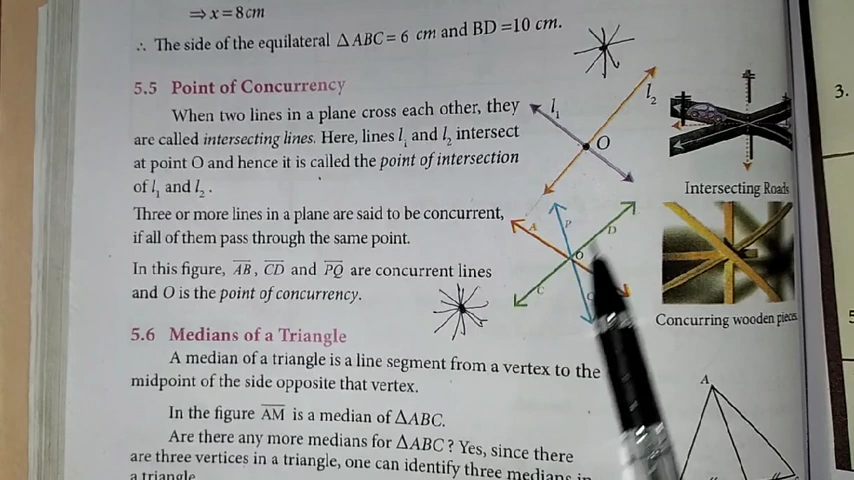 ⇒ x = 8 cm
∴ The side of the equilateral △ABC = 6 cm and BD =10 cm.
5.5 Point of Concurrency
When two lines in a plane cross each other, they
are called intersecting lines. Here, lines l₁ and l₂ intersect
at point O and hence it is called the point of intersection
of l₁ and l₂ .
Three or more lines in a plane are said to be concurrent,
if all of them pass through the same point.
In this figure, A̅B̅, C̅D̅ and P̅Q̅ are concurrent lines
and O is the point of concurrency.
5.6 Medians of a Triangle
A median of a triangle is a line segment from a vertex to the
midpoint of the side opposite that vertex.
In the figure A̅M̅ is a median of △ABC.
Are there any more medians for △ABC ? Yes, since there
are three vertices in a triangle, one can identify three medians in
a triangle
l₁
l₂
O
Intersecting Roads
A
P
D
O
C
Concurring wooden pieces
A
3.